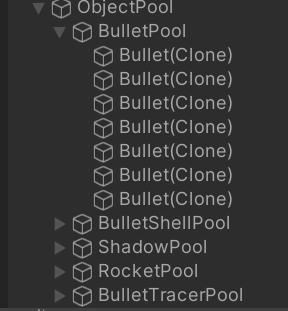 ObjectPool
BulletPool
Bullet(Clone)
Bullet(Clone)
Bullet(Clone)
Bullet(Clone)
Bullet(Clone)
Bullet(Clone)
Bullet(Clone)
BulletShellPool
ShadowPool
RocketPool
BulletTracerPool